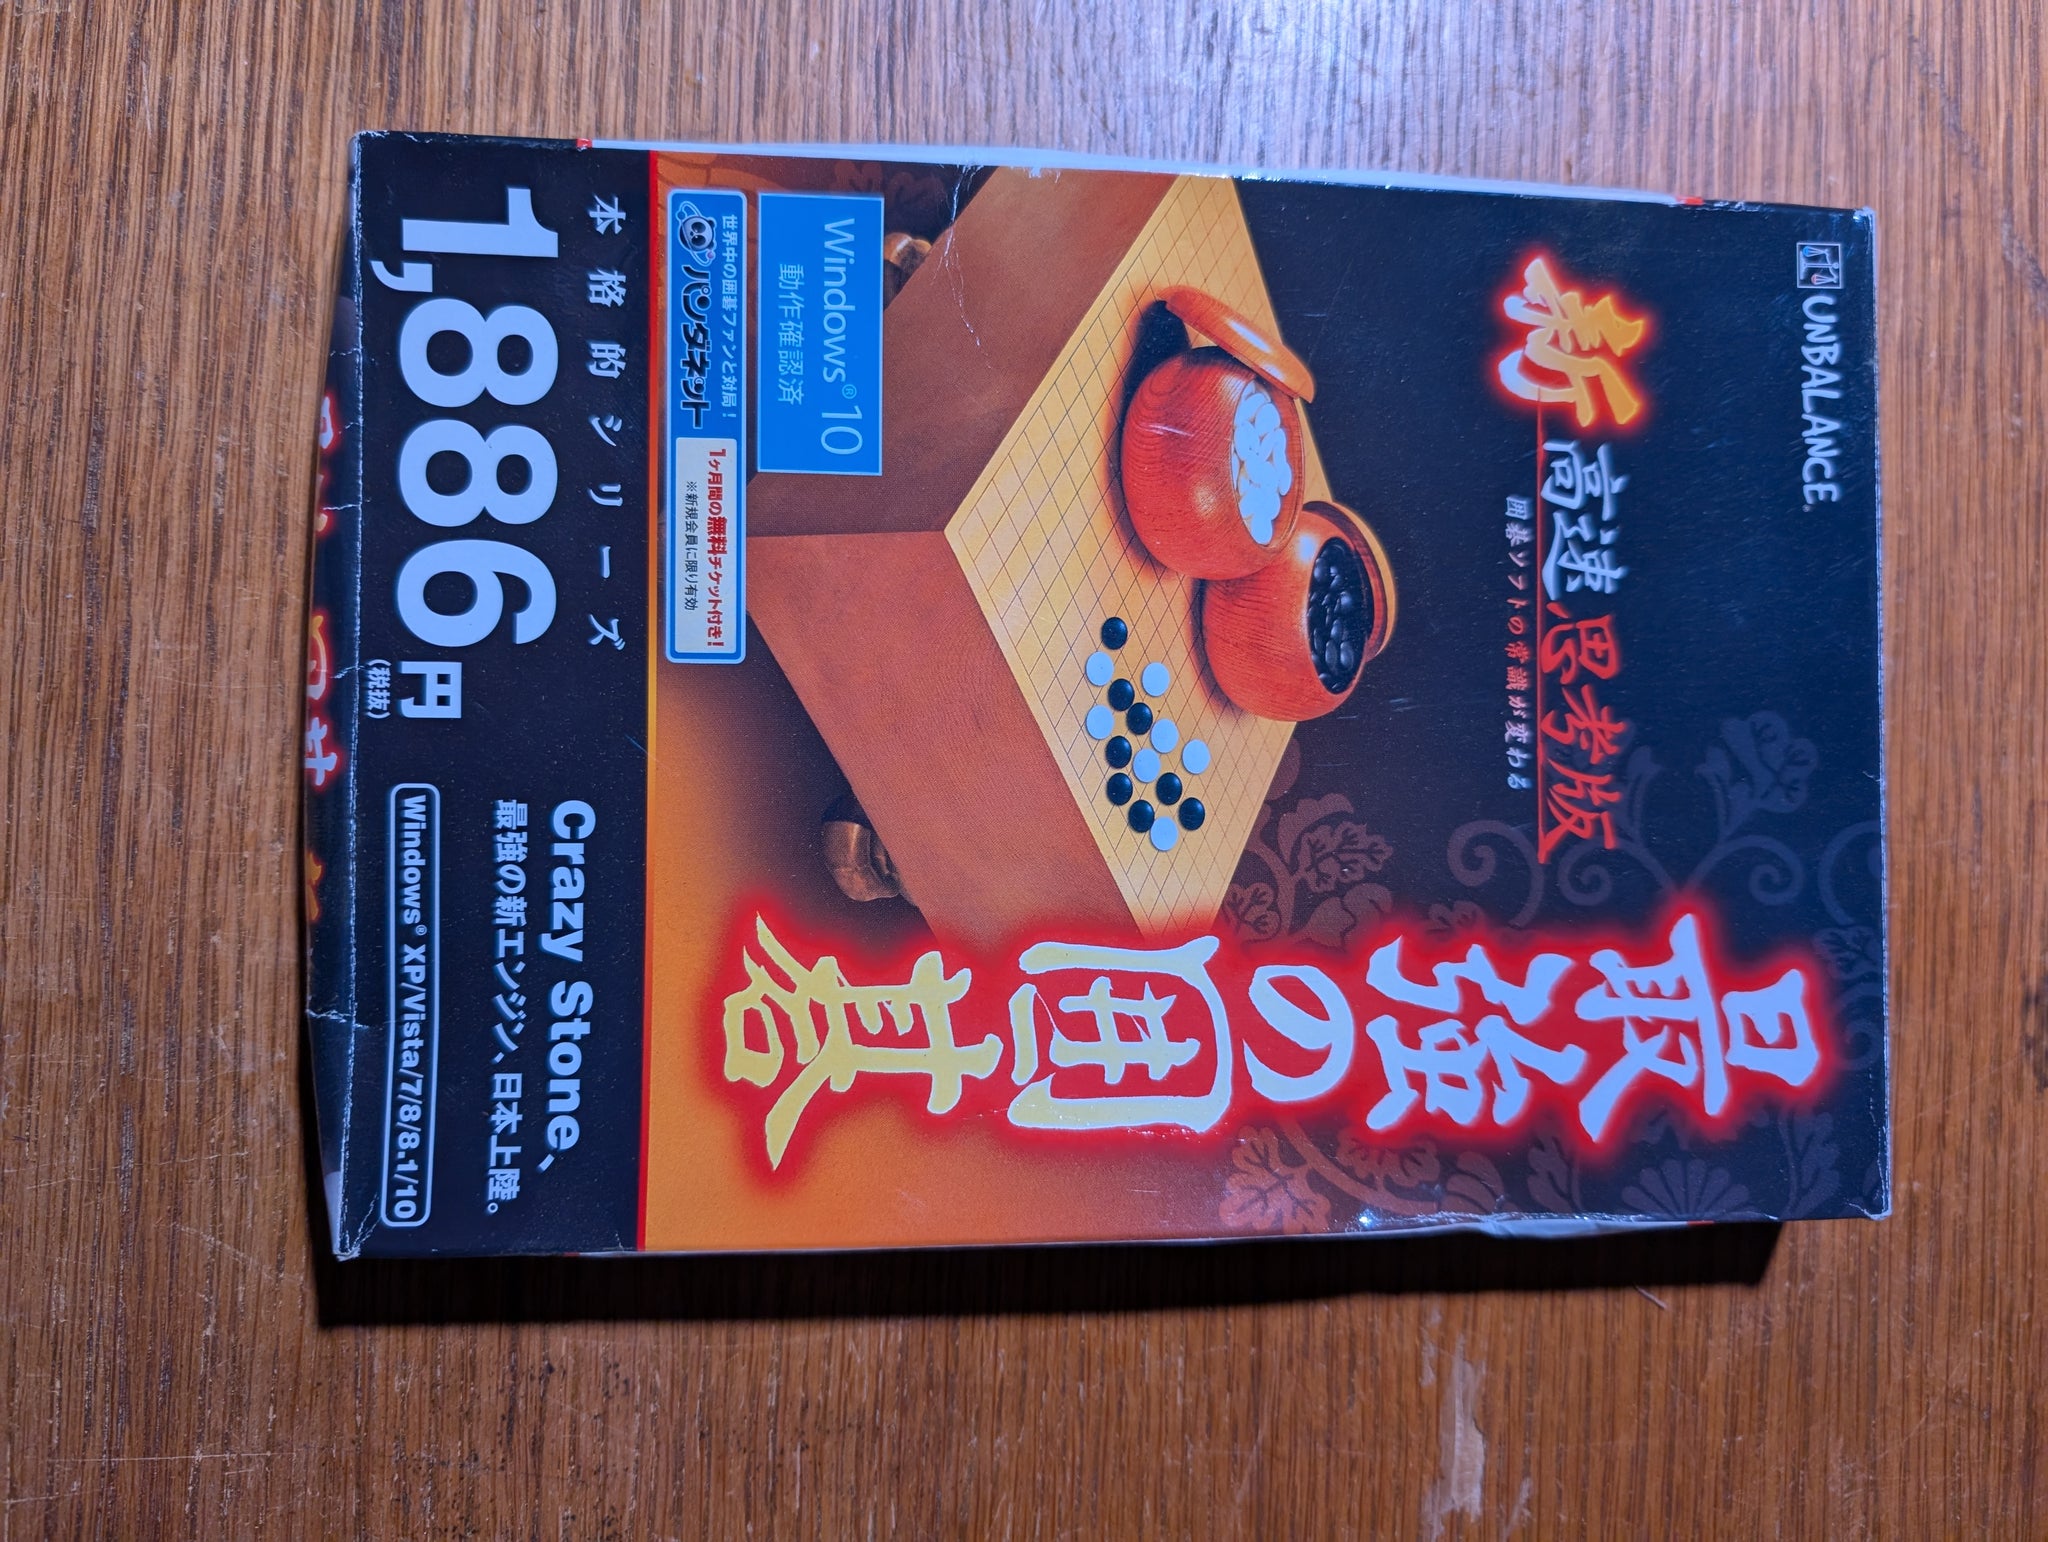 UNBALANCE®
新 高速思考版
囲碁ソフトの常識が変わる
最強の囲碁
Windows®10
動作確認済
世界中の囲碁ファンと対局!
パンダネット
1ヶ月間の無料チケット付き!
※新規会員に限り有効
本格的シリーズ
1,886円
(税抜)
Crazy Stone、
最強の新エンジン、日本上陸。
Windows® XP/Vista/7/8/8.1/10